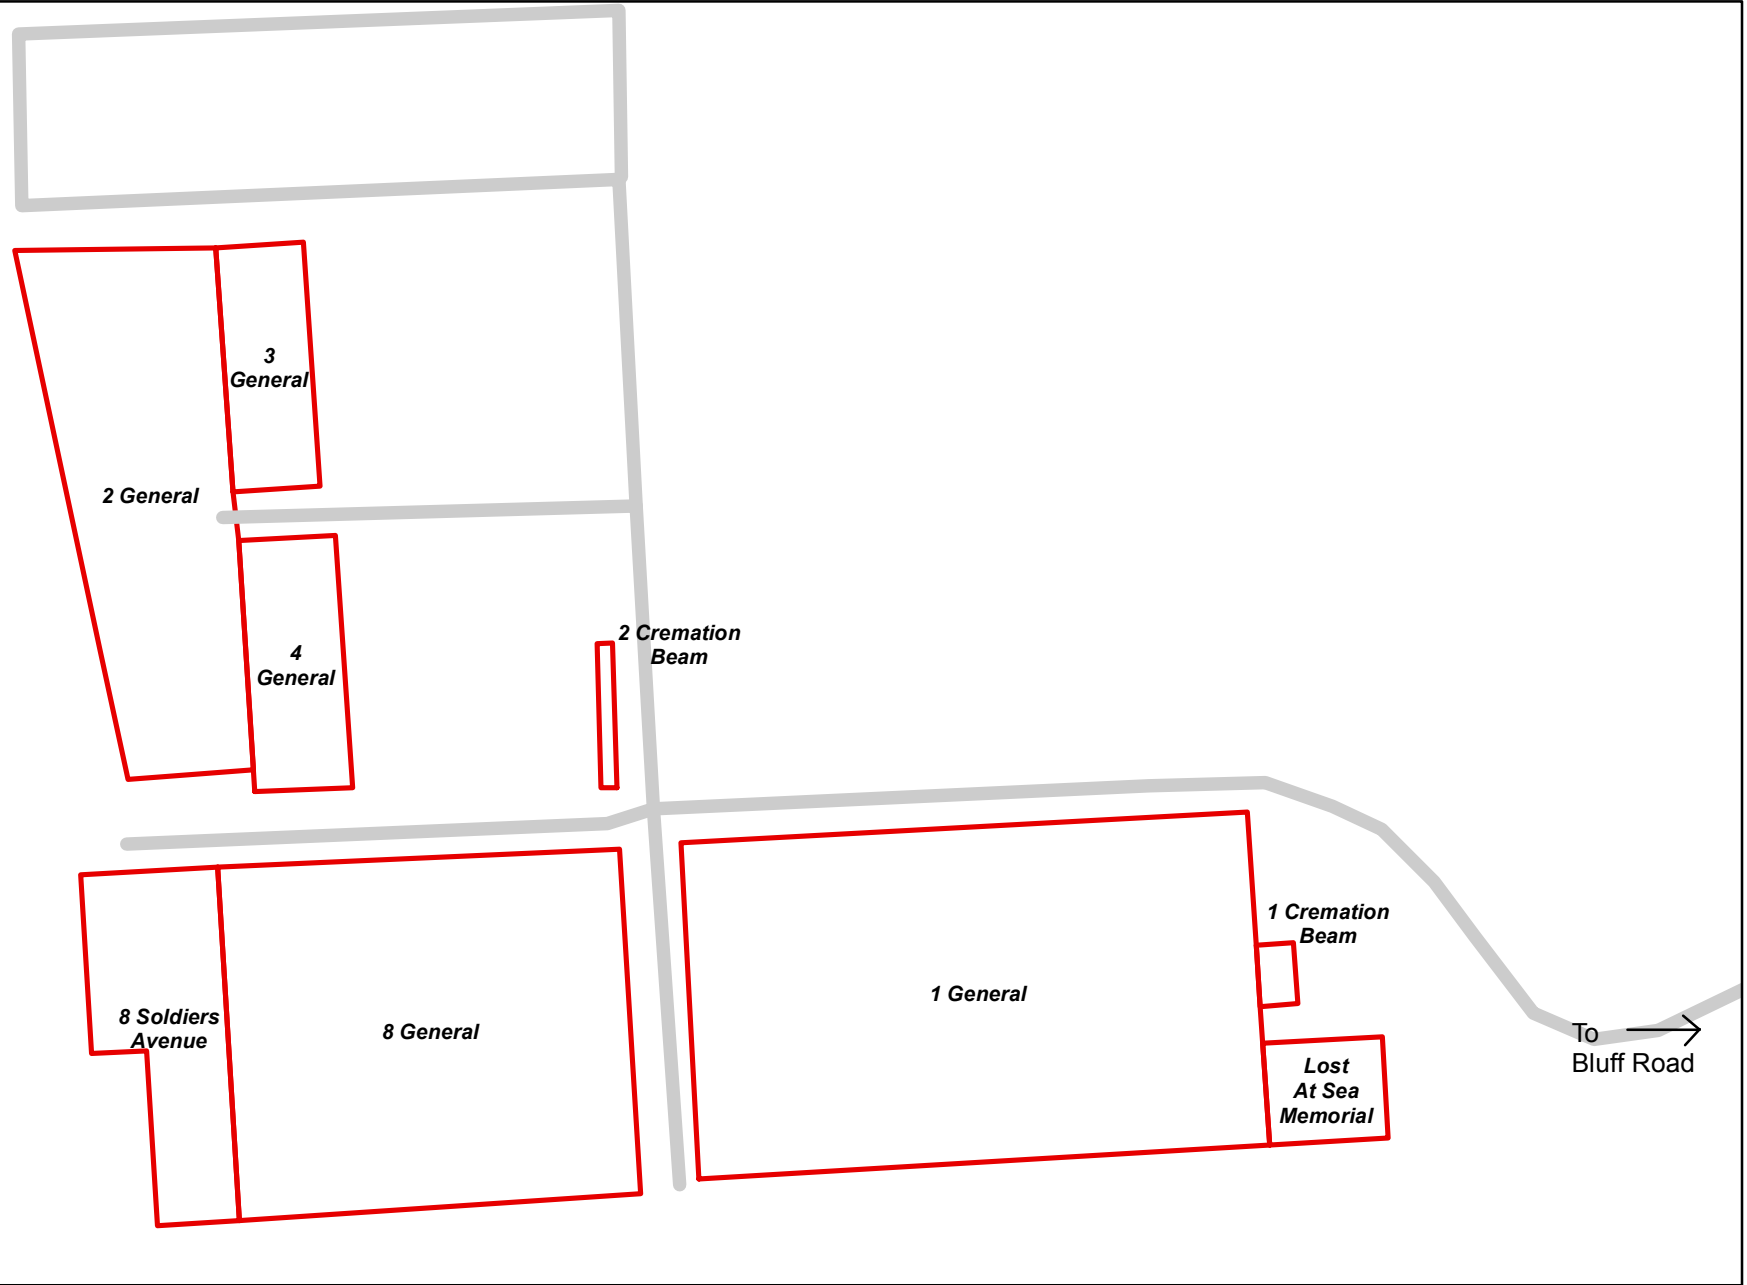 3
General
2 General
4
General
2 Cremation
Beam
1 Cremation
Beam
1 General
8 Soldiers
Avenue
8 General
Lost
At Sea
Memorial
To
Bluff Road